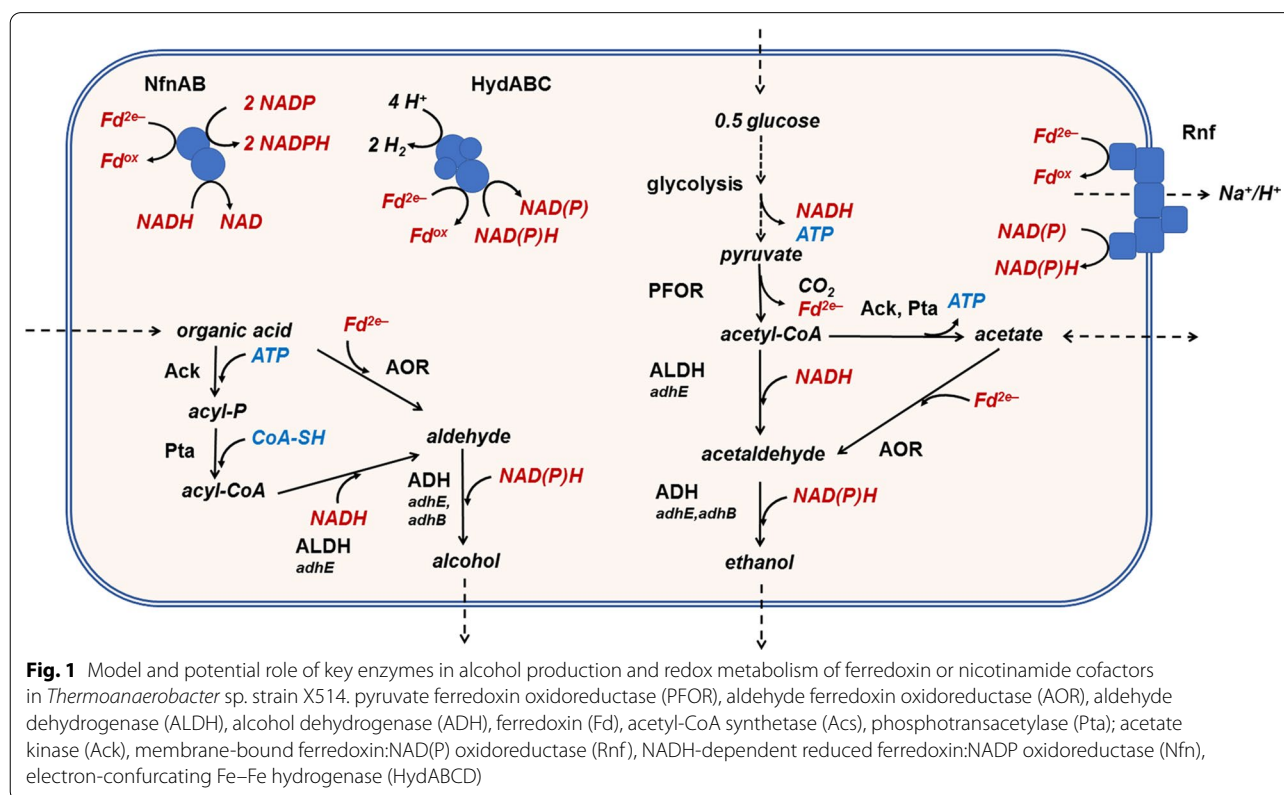 NfnAB
Fd2e–
Fdox
2 NADP
2 NADPH
NADH
NAD
HydABC
4 H+
2 H2
Fd2e–
Fdox
NAD(P)
NAD(P)H
0.5 glucose
glycolysis
NADH
ATP
pyruvate
PFOR
CO2
Fd2e–
Ack, Pta
ATP
acetyl-CoA
acetate
ALDH
adhE
NADH
Fd2e–
AOR
acetaldehyde
ADH
adhE,adhB
NAD(P)H
ethanol
Rnf
Fd2e–
Fdox
Na+/H+
NAD(P)
NAD(P)H
organic acid
Fd2e–
Ack
ATP
AOR
acyl-P
Pta
CoA-SH
aldehyde
acyl-CoA
NADH
ALDH
adhE
ADH
adhE,
adhB
NAD(P)H
alcohol
Fig. 1 Model and potential role of key enzymes in alcohol production and redox metabolism of ferredoxin or nicotinamide cofactors
in Thermoanaerobacter sp. strain X514. pyruvate ferredoxin oxidoreductase (PFOR), aldehyde ferredoxin oxidoreductase (AOR), aldehyde
dehydrogenase (ALDH), alcohol dehydrogenase (ADH), ferredoxin (Fd), acetyl-CoA synthetase (Acs), phosphotransacetylase (Pta); acetate
kinase (Ack), membrane-bound ferredoxin:NAD(P) oxidoreductase (Rnf), NADH-dependent reduced ferredoxin:NADP oxidoreductase (Nfn),
electron-confurcating Fe–Fe hydrogenase (HydABCD)